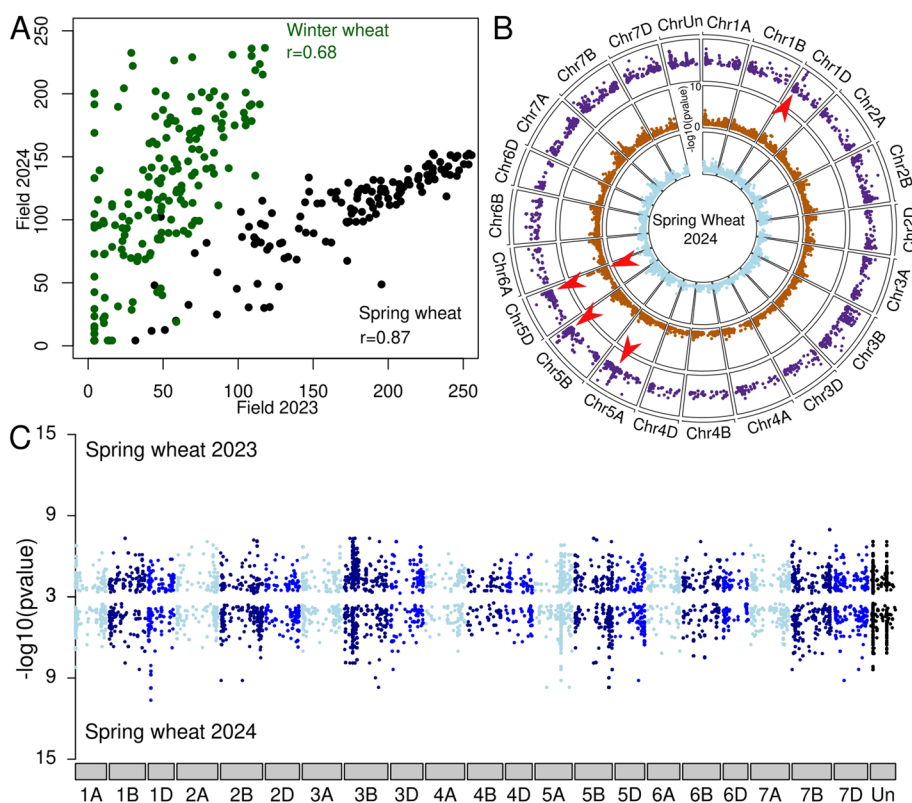 A
Winter wheat
r=0.68
Spring wheat
r=0.87
Field 2024
0
50
100
150
200
250
0
50
100
150
200
250
Field 2023
B
ChrUn
Chr1A
Chr1B
Chr1D
Chr2A
Chr2B
Chr2D
Chr3A
Chr3B
Chr3D
Chr4A
Chr4B
Chr4D
Chr5A
Chr5B
Chr5D
Chr6A
Chr6B
Chr6D
Chr7A
Chr7B
Chr7D
10
0
-log10(pvalue)
Spring Wheat
2024
C
Spring wheat 2023
Spring wheat 2024
-log10(pvalue)
15
9
3
9
15
1A 1B 1D 2A 2B 2D 3A 3B 3D 4A 4B 4D 5A 5B 5D 6A 6B 6D 7A 7B 7D Un